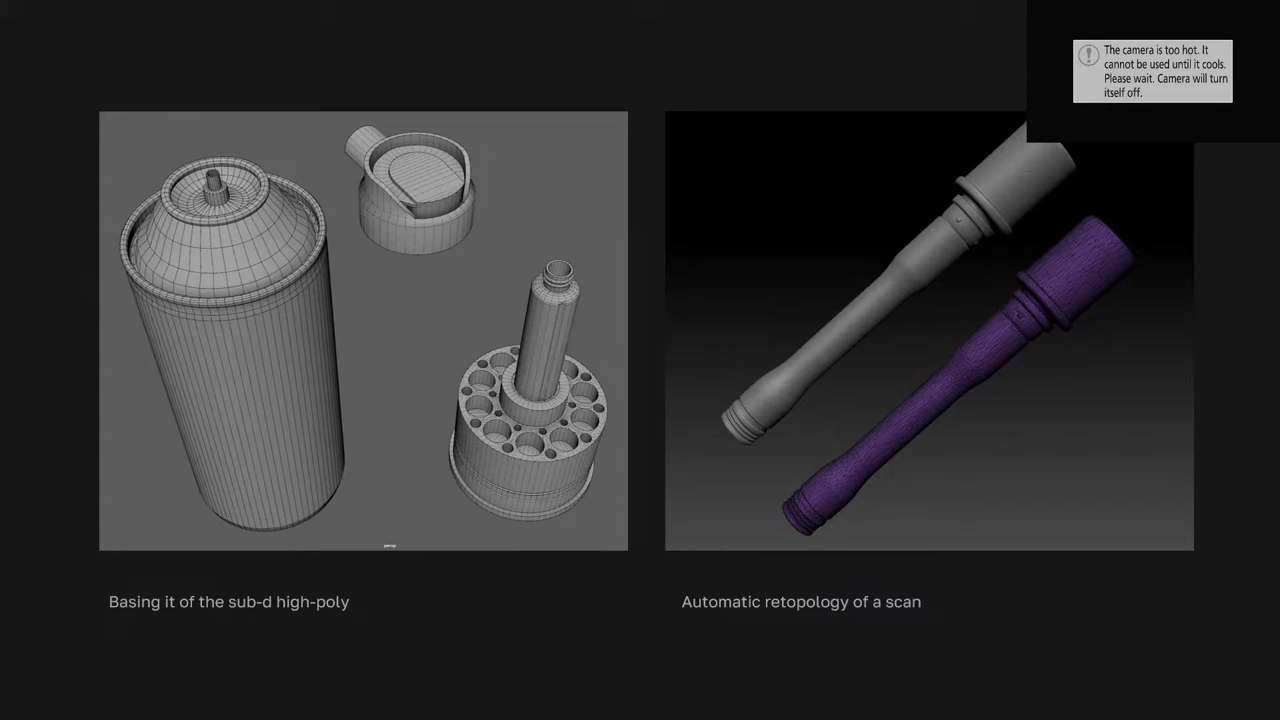 The camera is too hot. It
cannot be used until it cools.
Please wait. Camera will turn
itself off.
persp
Basing it of the sub-d high-poly
Automatic retopology of a scan